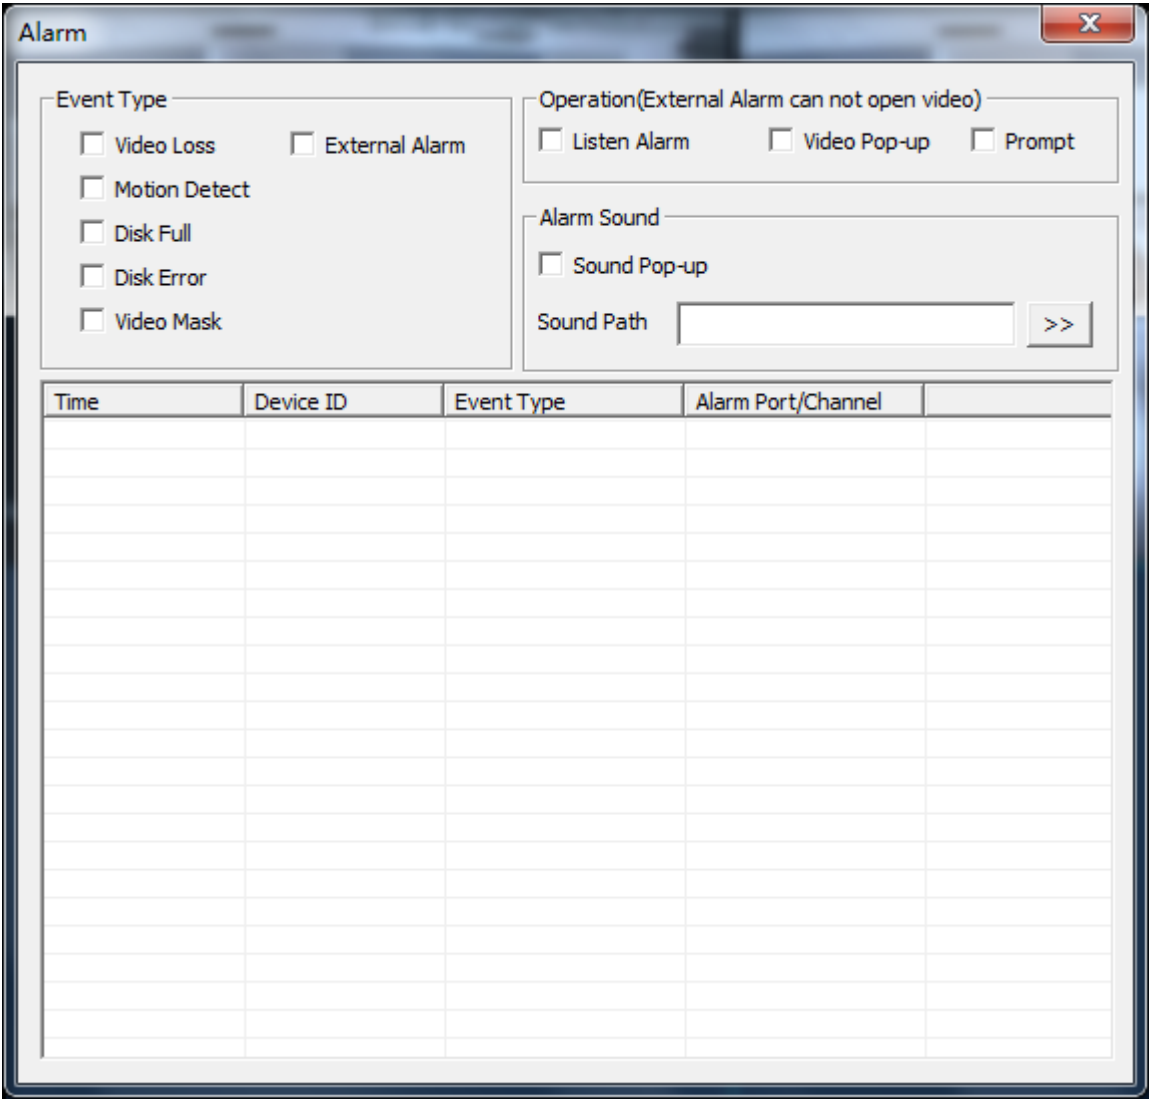 Alarm
Event Type
Video Loss External Alarm
Motion Detect
Disk Full
Disk Error
Video Mask
Operation(External Alarm can not open video)
Listen Alarm Video Pop-up Prompt
Alarm Sound
Sound Pop-up
Sound Path >>
Time Device ID Event Type Alarm Port/Channel